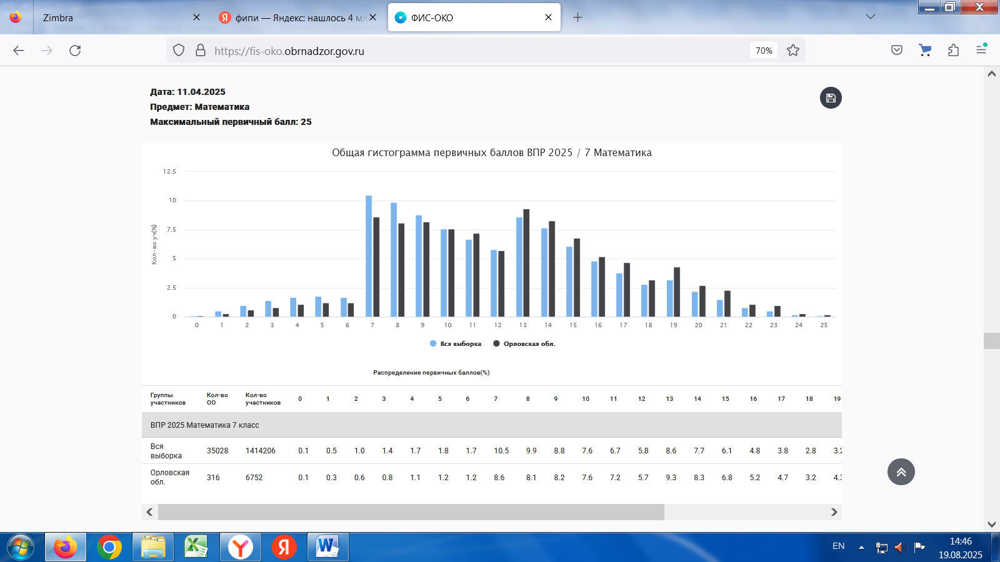 Zimbra
фипи — Яндекс: нашлось 4 мл
ФИС-ОКО
https://fis-oko.obrnadzor.gov.ru
70%
Дата: 11.04.2025
Предмет: Математика
Максимальный первичный балл: 25
Общая гистограмма первичных баллов ВПР 2025 / 7 Математика
Кол-во уч(%)
12.5
10
7.5
5
2.5
0
0 1 2 3 4 5 6 7 8 9 10 11 12 13 14 15 16 17 18 19 20 21 22 23 24 25
Вся выборка Орловская обл.
Распределение первичных баллов(%)
Группы участников Кол-во ОО Кол-во участников 0 1 2 3 4 5 6 7 8 9 10 11 12 13 14 15 16 17 18 19
ВПР 2025 Математика 7 класс
Вся выборка 35028 1414206 0.1 0.5 1.0 1.4 1.7 1.8 1.7 10.5 9.9 8.8 7.6 6.7 5.8 8.6 7.7 6.1 4.8 3.8 2.8 3.2
Орловская обл. 316 6752 0.1 0.3 0.6 0.8 1.1 1.2 1.2 8.6 8.1 8.2 7.6 7.2 5.7 9.3 8.3 6.8 5.2 4.7 3.2 4.3
EN
14:46
19.08.2025